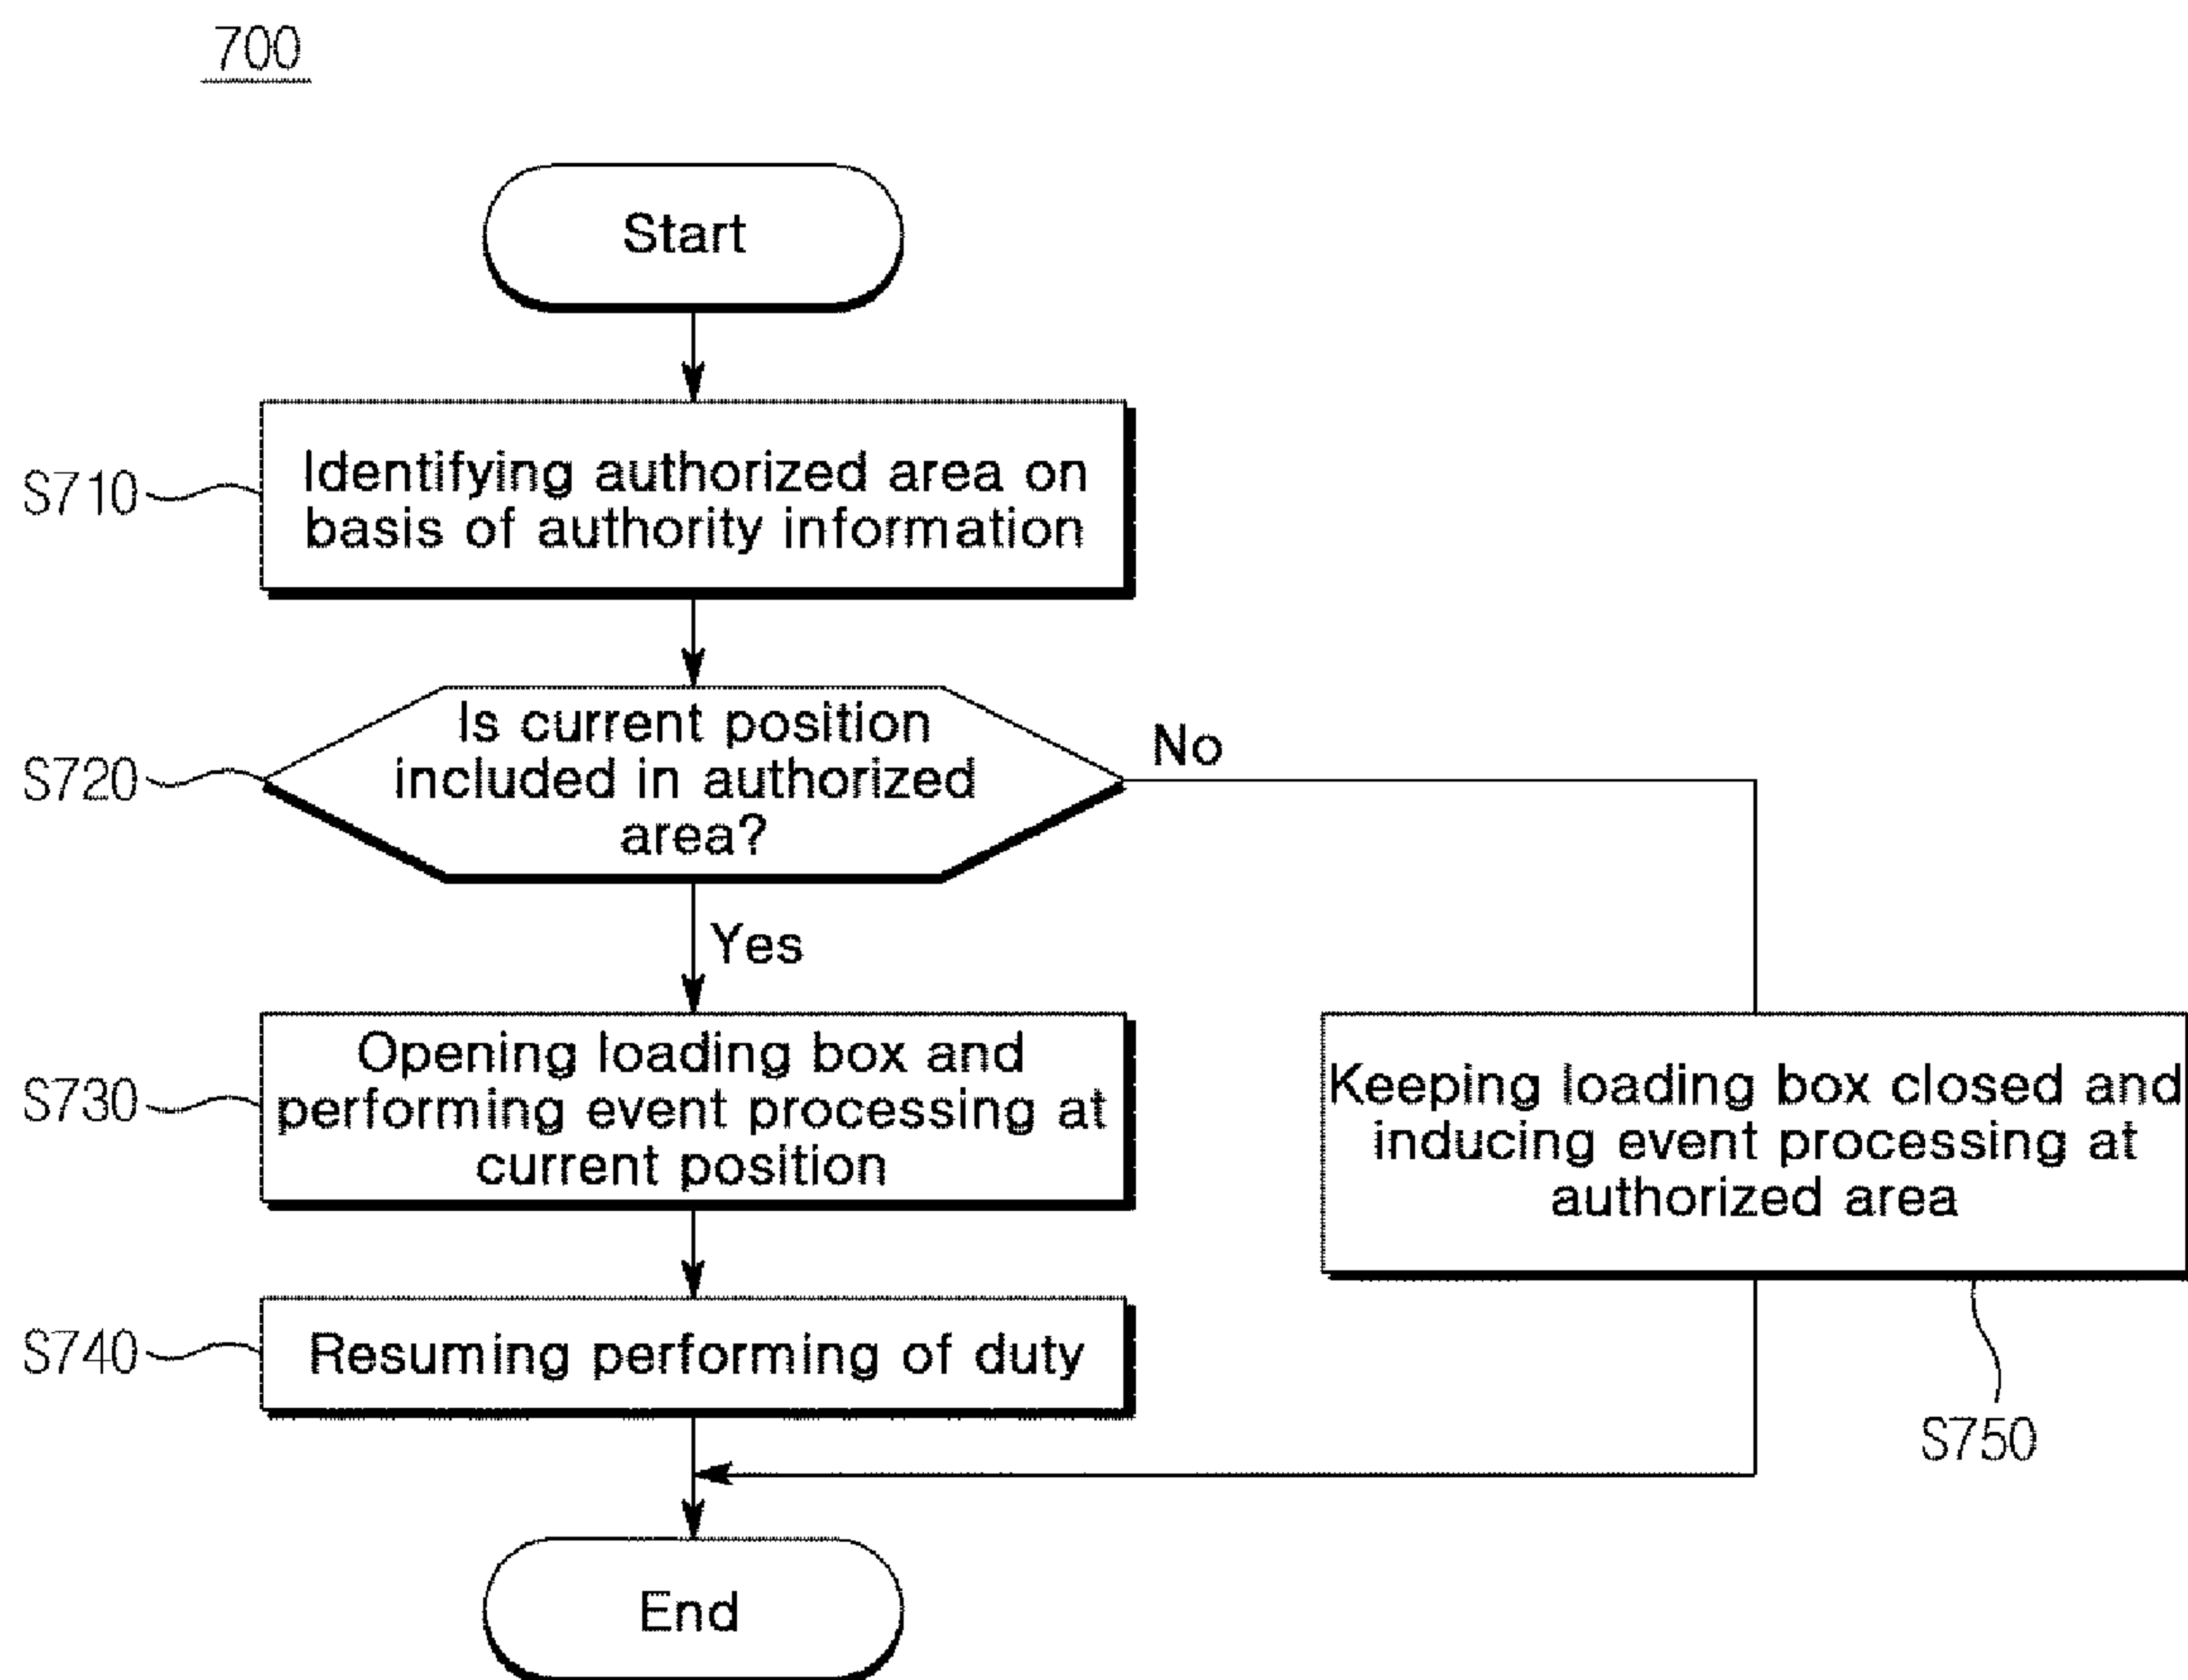 700
Start
S710
Identifying authorized area on
basis of authority information
S720
Is current position
included in authorized
area?
No
Yes
S730
Opening loading box and
performing event processing at
current position
Keeping loading box closed and
inducing event processing at
authorized area
S740
Resuming performing of duty
S750
End